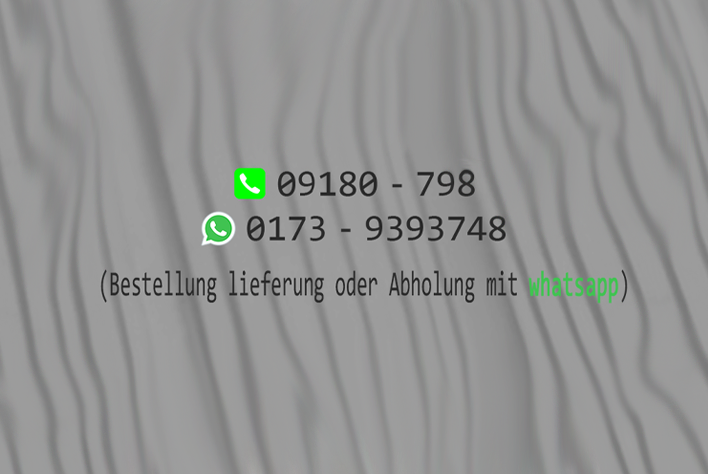 09180 - 798
0173 - 9393748
(Bestellung lieferung oder Abholung mit whatsapp)